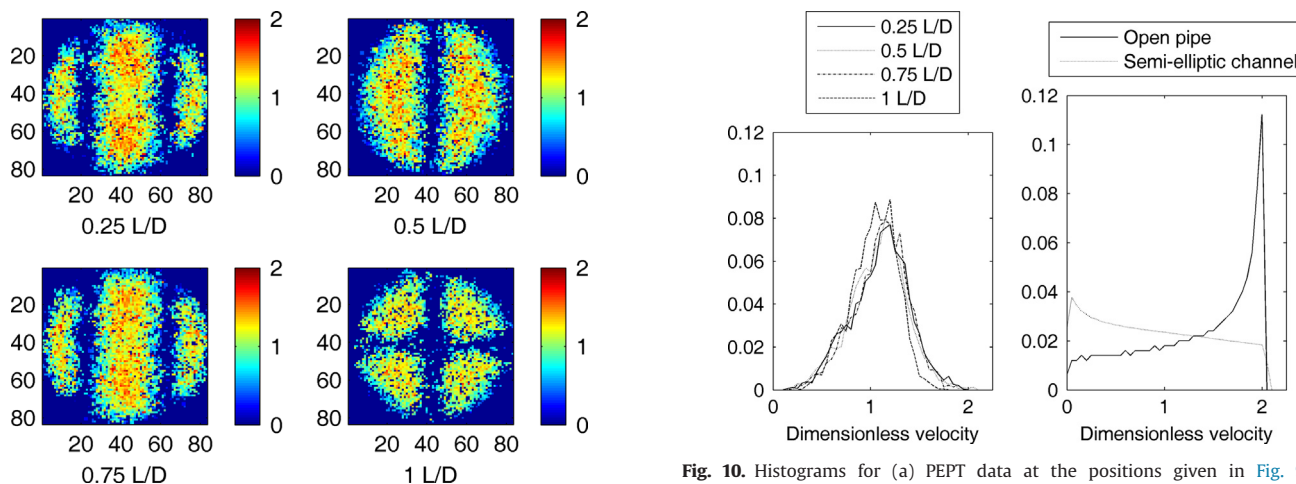 2
20
40
1
60
80
0
20 40 60 80
0.25 L/D
2
20
40
1
60
80
0
20 40 60 80
0.5 L/D
2
20
40
1
60
80
0
20 40 60 80
0.75 L/D
2
20
40
1
60
80
0
20 40 60 80
1 L/D
0.25 L/D
0.5 L/D
0.75 L/D
1 L/D
0.12
0.1
0.08
0.06
0.04
0.02
0
0 1 2
Dimensionless velocity
Open pipe
Semi-elliptic channel
0.12
0.1
0.08
0.06
0.04
0.02
0
0 1 2
Dimensionless velocity
Fig. 10. Histograms for (a) PEPT data at the positions given in Fig.